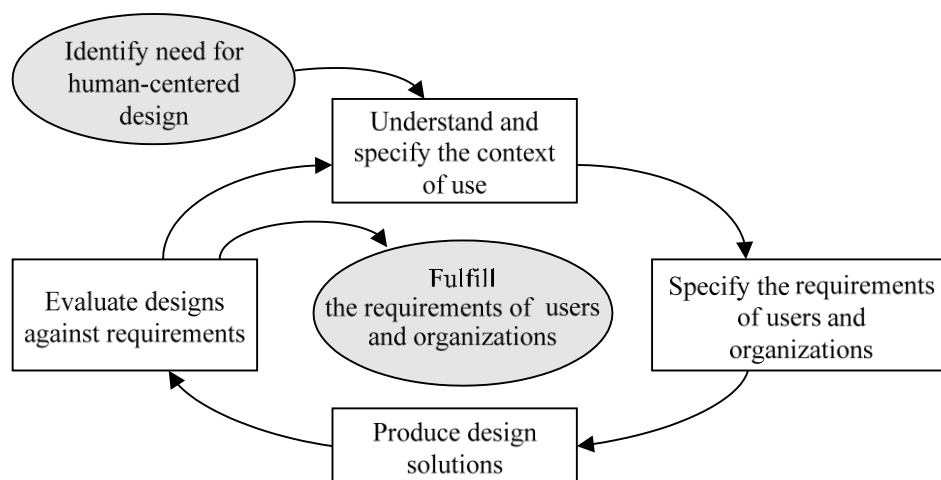 Identify need for
human-centered
design
Understand and
specify the context
of use
Fulfill
the requirements of users
and organizations
Evaluate designs
against requirements
Specify the requirements
of users and
organizations
Produce design
solutions